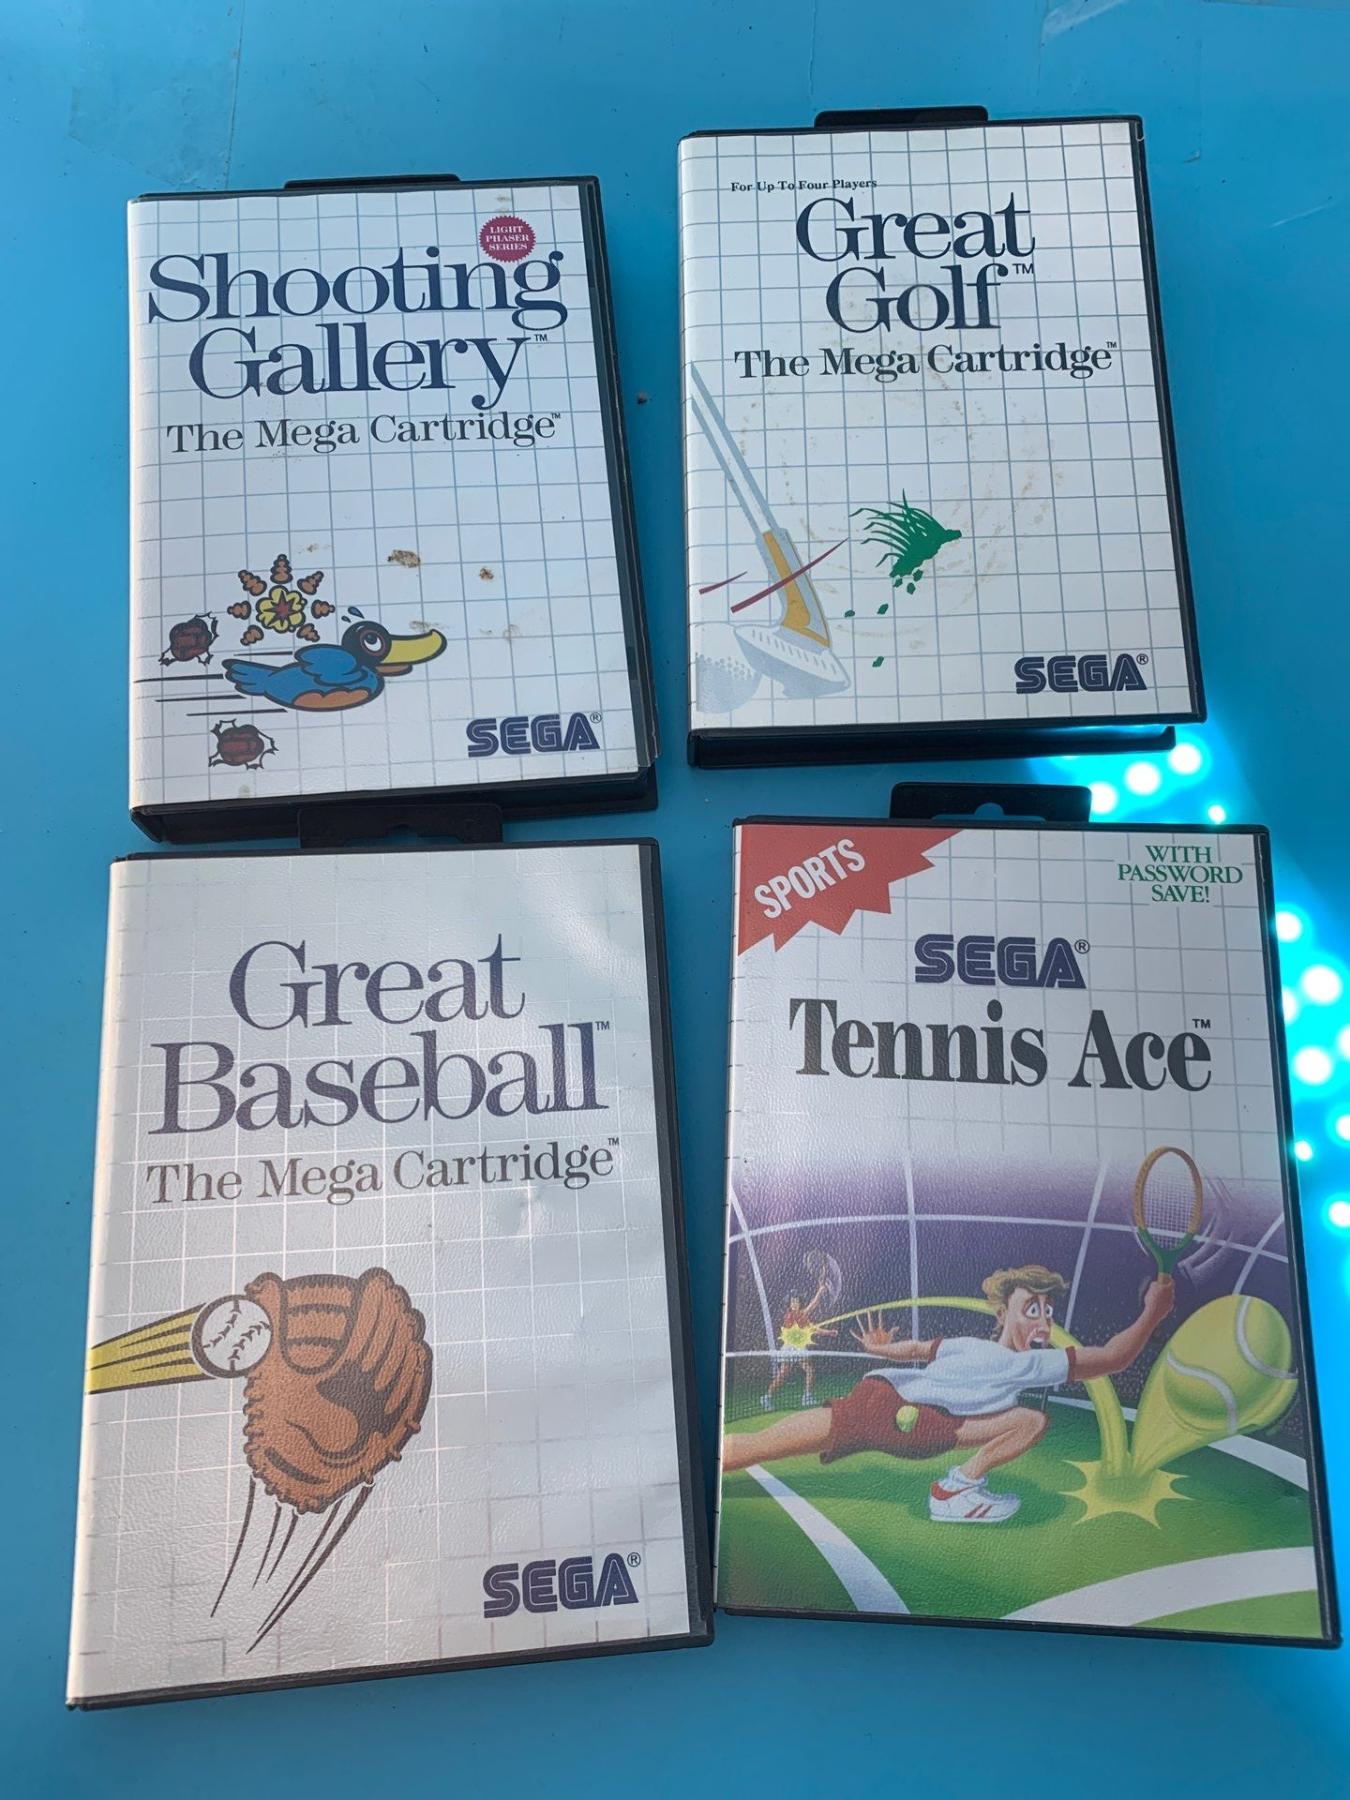 LIGHT
PHASER
SERIES
Shooting
Gallery™
The Mega Cartridge™
SEGA®
For Up To Four Players
Great
Golf™
The Mega Cartridge™
SEGA®
Great
Baseball™
The Mega Cartridge™
SEGA®
SPORTS
WITH
PASSWORD
SAVE!
SEGA®
Tennis Ace™